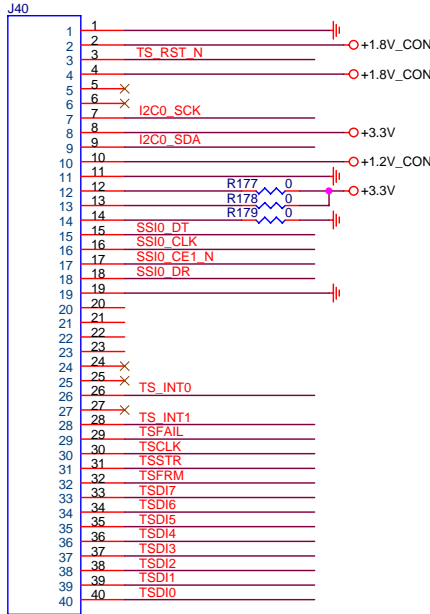 J40
1 1
2 2 +1.8V_CON
3 3 TS_RST_N
4 4 +1.8V_CON
5 5
6 6
7 7 I2C0_SCK
8 8 +3.3V
9 9 I2C0_SDA
10 10 +1.2V_CON
11 11
12 12 R177 0 +3.3V
13 13 R178 0
14 14 R179 0
15 15 SSI0_DT
16 16 SSI0_CLK
17 17 SSI0_CE1_N
18 18 SSI0_DR
19 19
20 20
21 21
22 22
23 23
24 24
25 25
26 26 TS_INT0
27 27
28 28 TS_INT1
29 29 TSFAIL
30 30 TSCLK
31 31 TSSTR
32 32 TSFRM
33 33 TSDI7
34 34 TSDI6
35 35 TSDI5
36 36 TSDI4
37 37 TSDI3
38 38 TSDI2
39 39 TSDI1
40 40 TSDI0